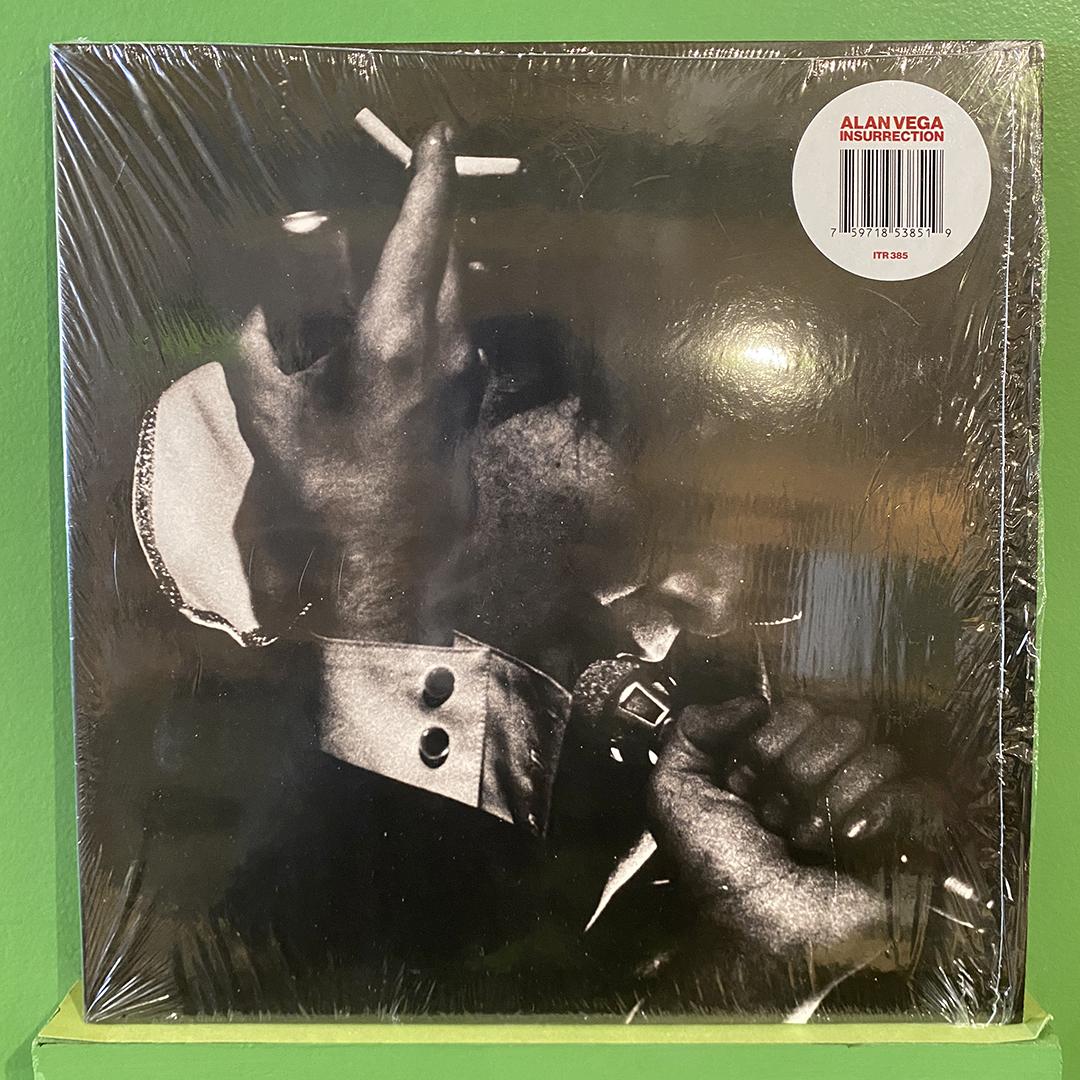 ALAN VEGA
INSURRECTION
7 59718 53851 9
ITR 385